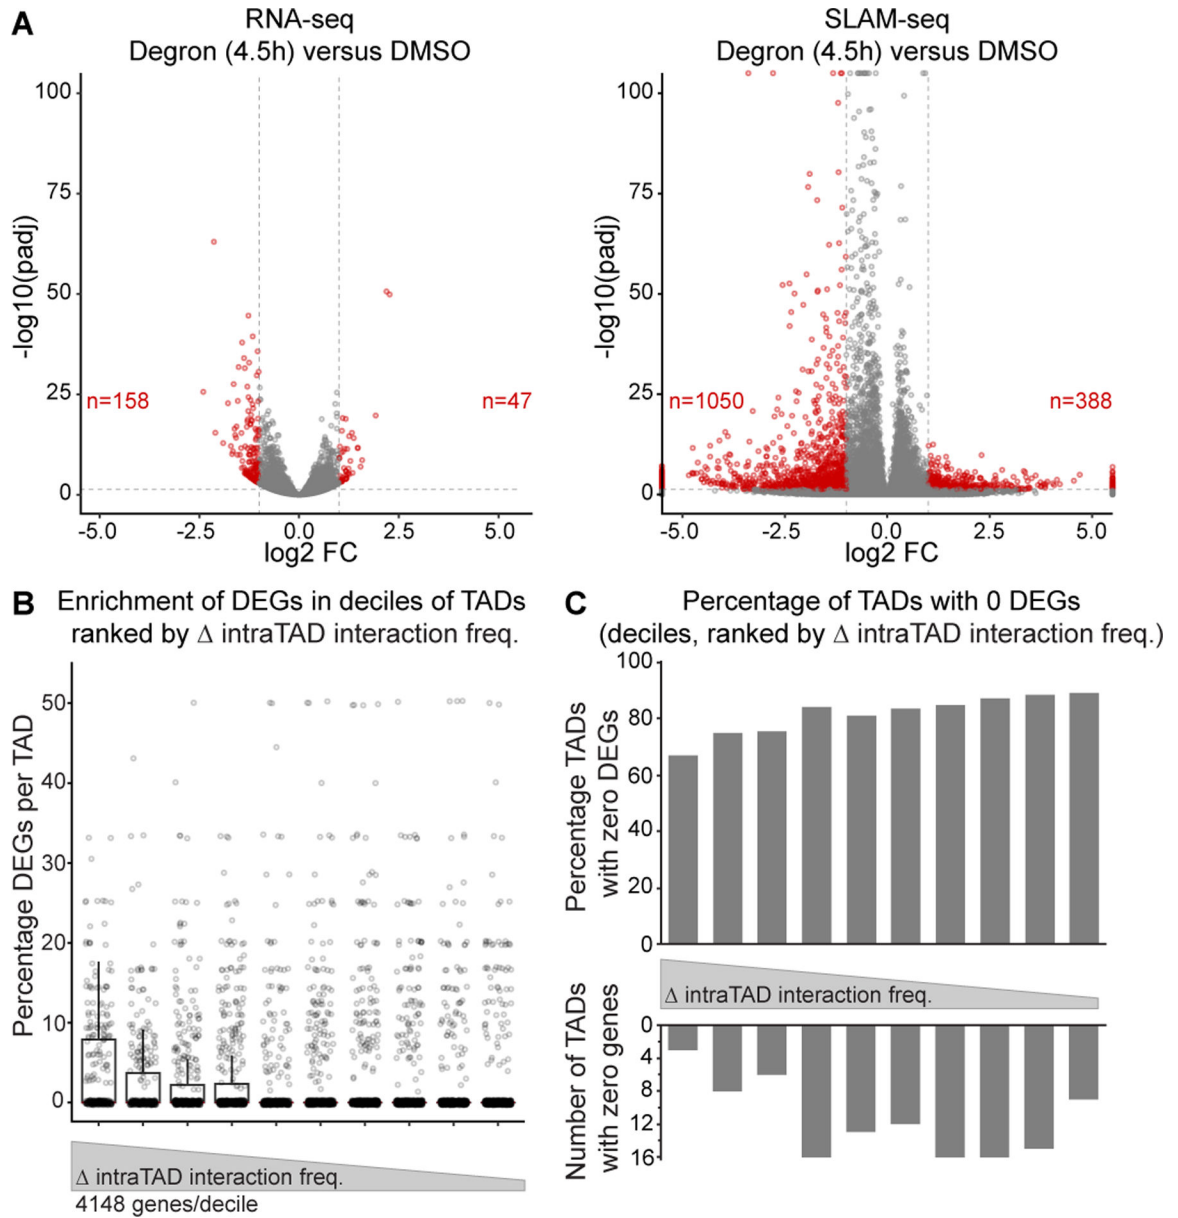 A
RNA-seq
Degron (4.5h) versus DMSO
-log10(padj)
100
75
50
25
0
n=158
n=47
-5.0
-2.5
0.0
2.5
5.0
log2 FC
SLAM-seq
Degron (4.5h) versus DMSO
-log10(padj)
100
75
50
25
0
n=1050
n=388
-5.0
-2.5
0.0
2.5
5.0
log2 FC
B
Enrichment of DEGs in deciles of TADs
ranked by Δ intraTAD interaction freq.
Percentage DEGs per TAD
50
40
30
20
10
0
Δ intraTAD interaction freq.
4148 genes/decile
C
Percentage of TADs with 0 DEGs
(deciles, ranked by Δ intraTAD interaction freq.)
Percentage TADs
with zero DEGs
100
80
60
40
20
0
Δ intraTAD interaction freq.
Number of TADs
with zero genes
0
4
8
12
16